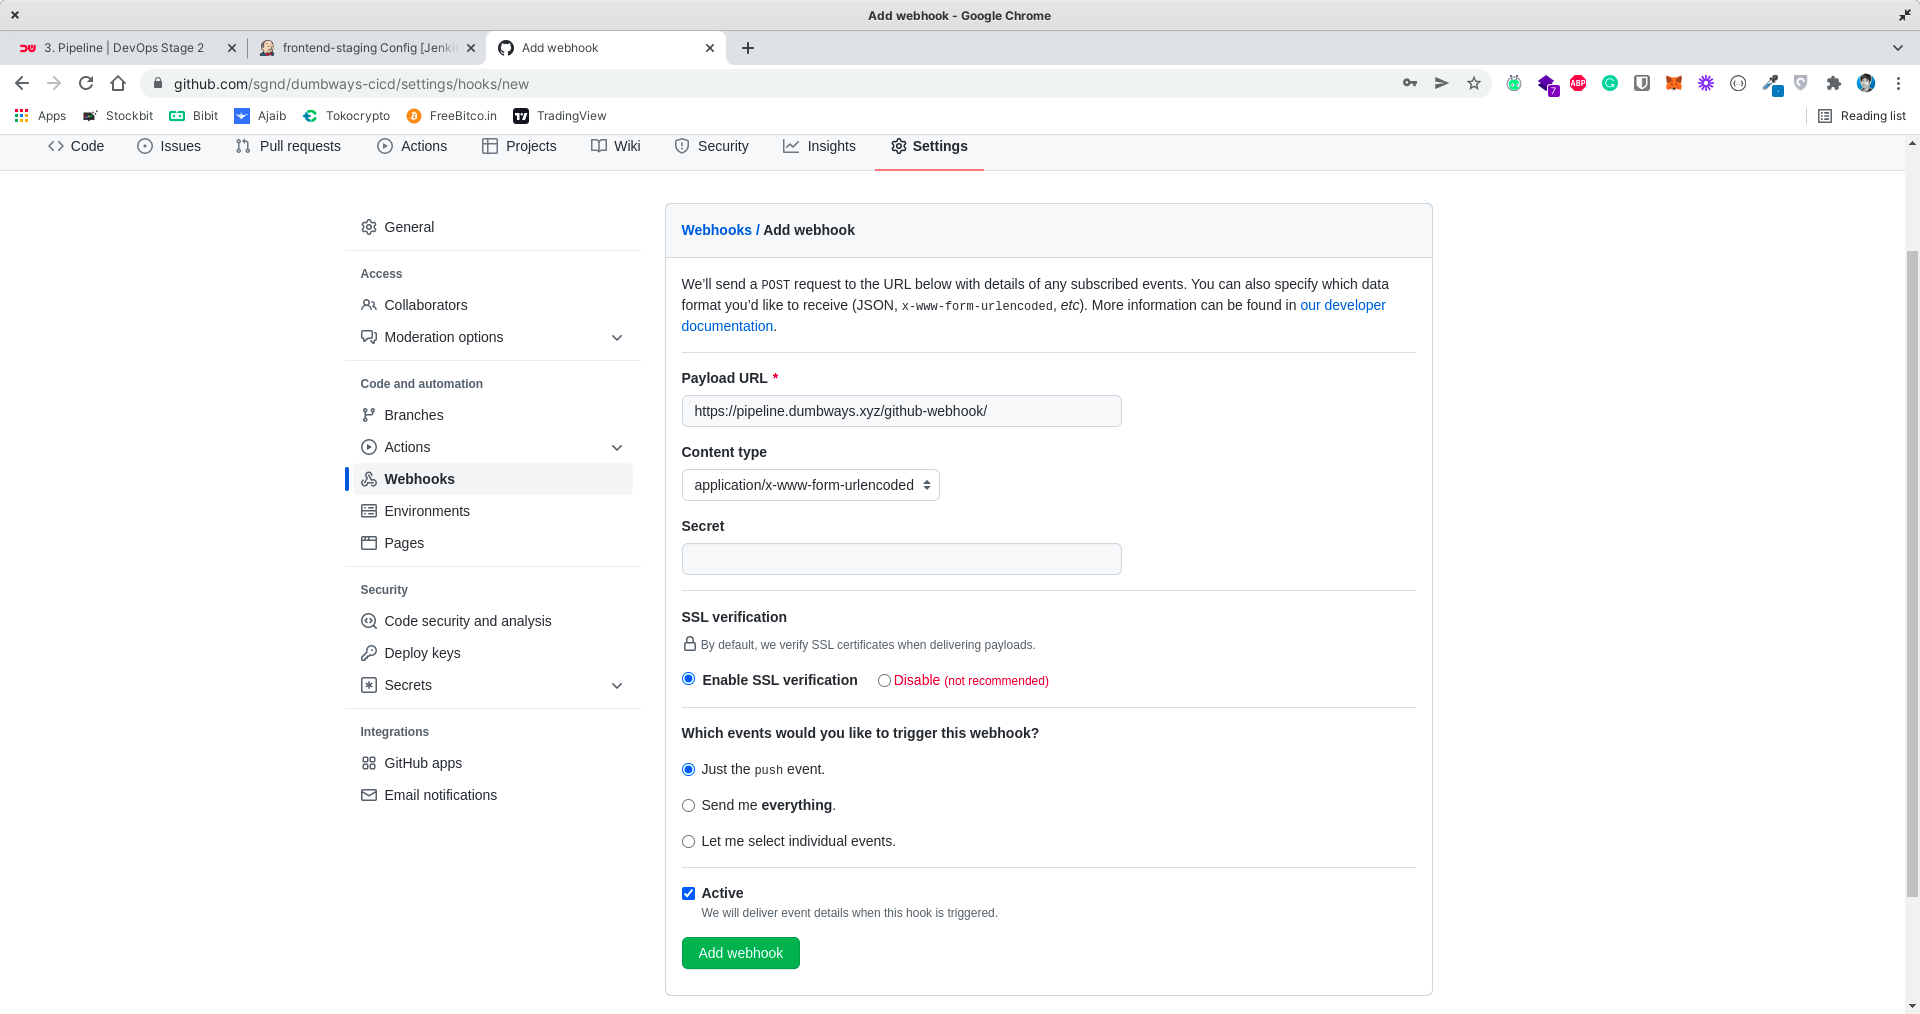 Add webhook - Google Chrome
3. Pipeline | DevOps Stage 2
frontend-staging Config [Jenki
Add webhook
github.com/sgnd/dumbways-cicd/settings/hooks/new
7
ABP
Apps
Stockbit
Bibit
Ajaib
Tokocrypto
FreeBitco.in
TradingView
Reading list
Code
Issues
Pull requests
Actions
Projects
Wiki
Security
Insights
Settings
General
Access
Collaborators
Moderation options
Code and automation
Branches
Actions
Webhooks
Environments
Pages
Security
Code security and analysis
Deploy keys
Secrets
Integrations
GitHub apps
Email notifications
Webhooks / Add webhook
We’ll send a POST request to the URL below with details of any subscribed events. You can also specify which data
format you’d like to receive (JSON, x-www-form-urlencoded, etc). More information can be found in our developer
documentation.
Payload URL *
https://pipeline.dumbways.xyz/github-webhook/
Content type
application/x-www-form-urlencoded
Secret
SSL verification
By default, we verify SSL certificates when delivering payloads.
Enable SSL verification
Disable (not recommended)
Which events would you like to trigger this webhook?
Just the push event.
Send me everything.
Let me select individual events.
Active
We will deliver event details when this hook is triggered.
Add webhook